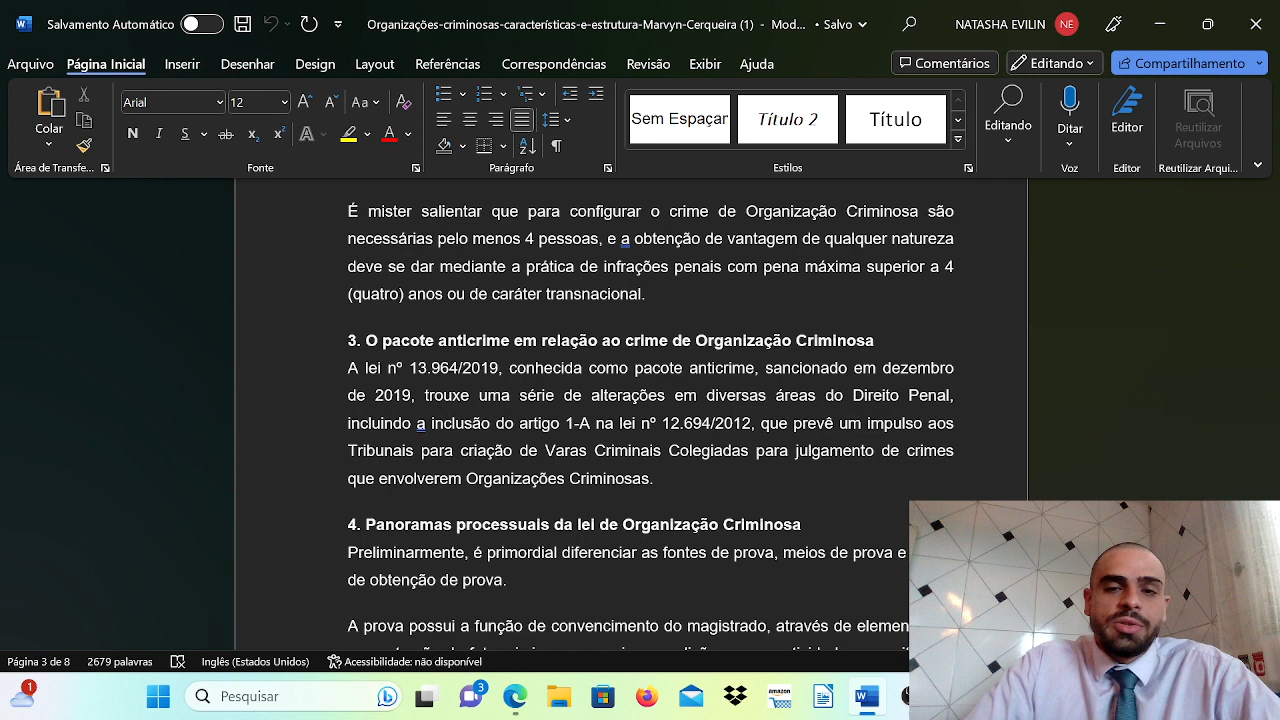 Salvamento Automático
Organizações-criminosas-características-e-estrutura-Marvyn-Cerqueira (1) - Mod... • Salvo
NATASHA EVILIN NE
Arquivo Página Inicial Inserir Desenhar Design Layout Referências Correspondências Revisão Exibir Ajuda
Comentários Editando Compartilhamento
Colar
Arial 12
Sem Espaçar Título 2 Título
Editando Ditar Editor Reutilizar
Arquivos
Área de Transfe... Fonte Parágrafo Estilos Voz Editor Reutilizar Arqui...
É mister salientar que para configurar o crime de Organização Criminosa são
necessárias pelo menos 4 pessoas, e a obtenção de vantagem de qualquer natureza
deve se dar mediante a prática de infrações penais com pena máxima superior a 4
(quatro) anos ou de caráter transnacional.
3. O pacote anticrime em relação ao crime de Organização Criminosa
A lei nº 13.964/2019, conhecida como pacote anticrime, sancionado em dezembro
de 2019, trouxe uma série de alterações em diversas áreas do Direito Penal,
incluindo a inclusão do artigo 1-A na lei nº 12.694/2012, que prevê um impulso aos
Tribunais para criação de Varas Criminais Colegiadas para julgamento de crimes
que envolverem Organizações Criminosas.
4. Panoramas processuais da lei de Organização Criminosa
Preliminarmente, é primordial diferenciar as fontes de prova, meios de prova e
de obtenção de prova.
A prova possui a função de convencimento do magistrado, através de elemen
Página 3 de 8 2679 palavras Inglês (Estados Unidos) Acessibilidade: não disponível
1 Pesquisar 3 amazon